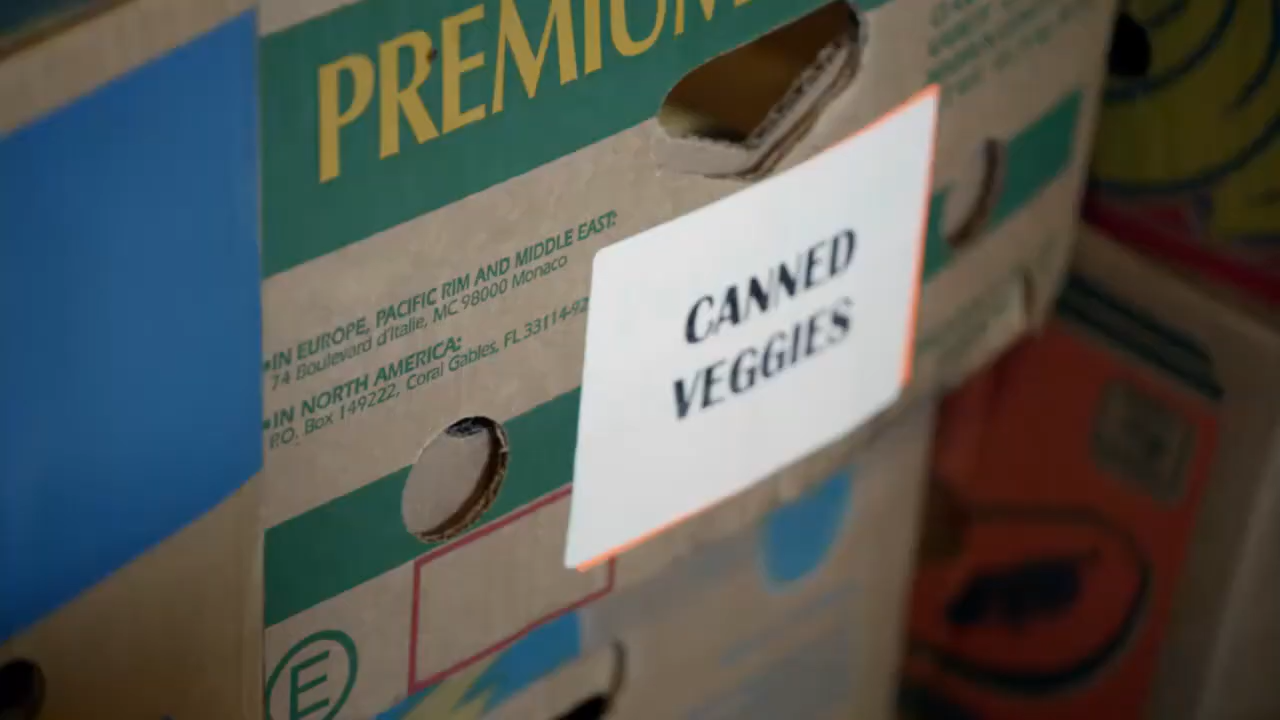 PREMIUM
•IN EUROPE, PACIFIC RIM AND MIDDLE EAST:
74 Boulevard d'Italie, MC 98000 Monaco
•IN NORTH AMERICA:
P.O. Box 149222, Coral Gables, FL 33114-92
CANNED
VEGGIES
E